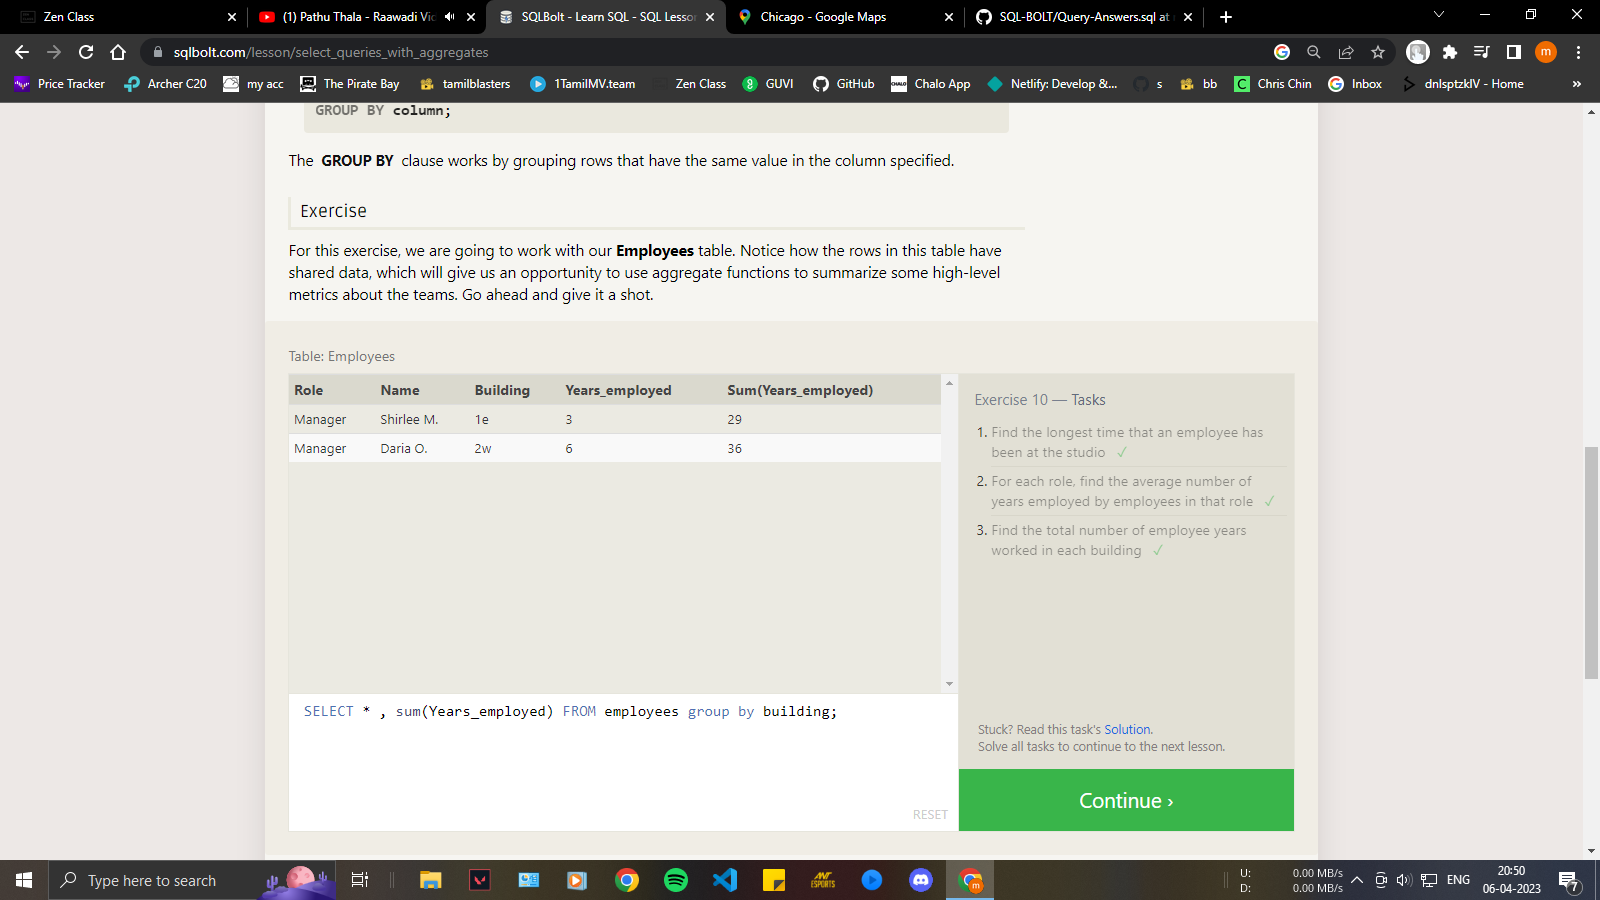 Zen Class
(1) Pathu Thala - Raawadi Vi
SQLBolt - Learn SQL - SQL Lesson
Chicago - Google Maps
SQL-BOLT/Query-Answers.sql at
sqlbolt.com/lesson/select_queries_with_aggregates
m
Price Tracker
Archer C20
my acc
The Pirate Bay
tamilblasters
1TamilMV.team
Zen Class
GUVI
GitHub
Chalo App
Netlify: Develop &...
s
bb
Chris Chin
Inbox
dnlsptzklV - Home
»
GROUP BY column;
The GROUP BY clause works by grouping rows that have the same value in the column specified.
Exercise
For this exercise, we are going to work with our Employees table. Notice how the rows in this table have
shared data, which will give us an opportunity to use aggregate functions to summarize some high-level
metrics about the teams. Go ahead and give it a shot.
Table: Employees
Role Name Building Years_employed Sum(Years_employed)
Manager Shirlee M. 1e 3 29
Manager Daria O. 2w 6 36
Exercise 10 — Tasks
1. Find the longest time that an employee has
been at the studio ✓
2. For each role, find the average number of
years employed by employees in that role ✓
3. Find the total number of employee years
worked in each building ✓
Stuck? Read this task's Solution.
Solve all tasks to continue to the next lesson.
SELECT * , sum(Years_employed) FROM employees group by building;
RESET
Continue ›
Type here to search
U: 0.00 MB/s
D: 0.00 MB/s
ENG
20:50
06-04-2023
7